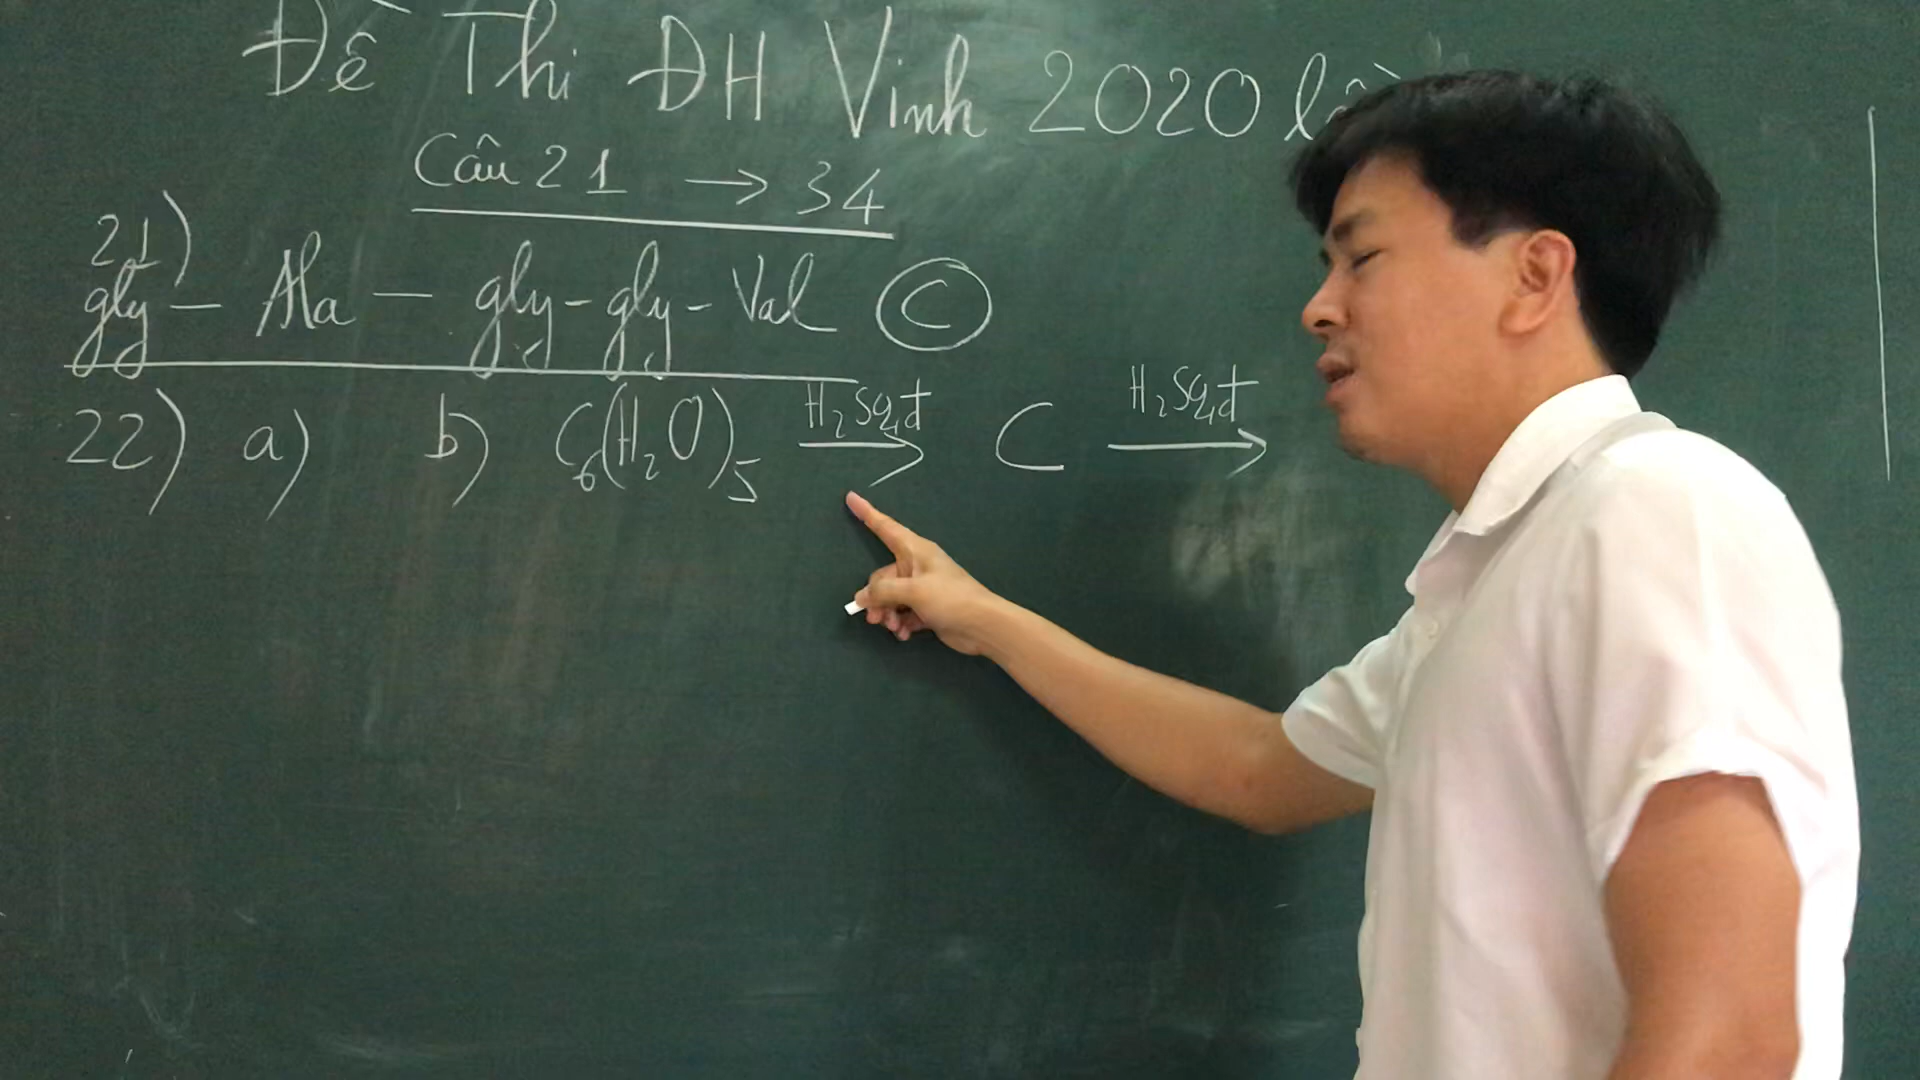 Đề Thi ĐH Vinh 2020
Câu 21 → 34
21)
gly - Ala - gly - gly - Val C
22) a) b) C6(H2O)5 H2SO4đ → C H2SO4đ →